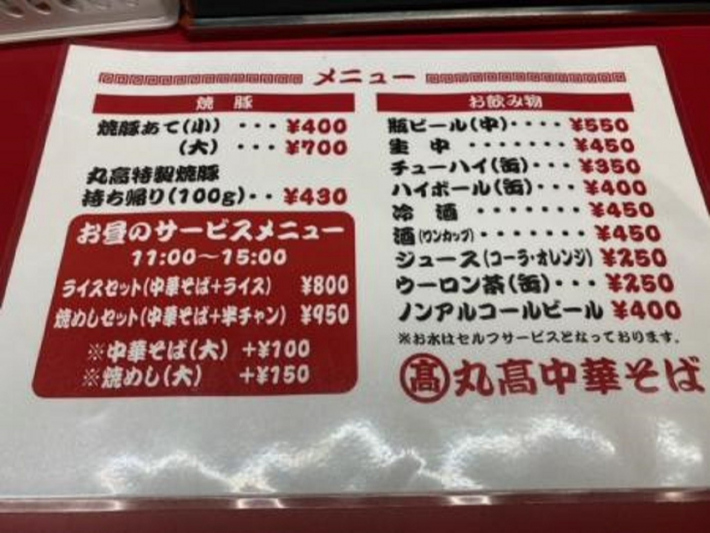 メニュー
焼豚
焼豚あて(小) ・・・ ¥400
(大) ・・・ ¥700
丸高特製焼豚
持ち帰り(100g)・・ ¥430
お昼のサービスメニュー
11:00〜15:00
ライスセット(中華そば+ライス) ¥800
焼めしセット(中華そば+半チャン) ¥950
※中華そば(大) +¥100
※焼めし(大) +¥150
お飲み物
瓶ビール(中)・・・・ ¥550
生中 ・・・・・・・ ¥450
チューハイ(缶)・・・ ¥350
ハイボール(缶)・・・ ¥400
冷酒 ・・・・・・・ ¥450
酒(ワンカップ)・・・・・・・ ¥450
ジュース(コーラ・オレンジ) ¥250
ウーロン茶(缶)・・・ ¥250
ノンアルコールビール ¥400
※お水はセルフサービスとなっております。
髙 丸高中華そば